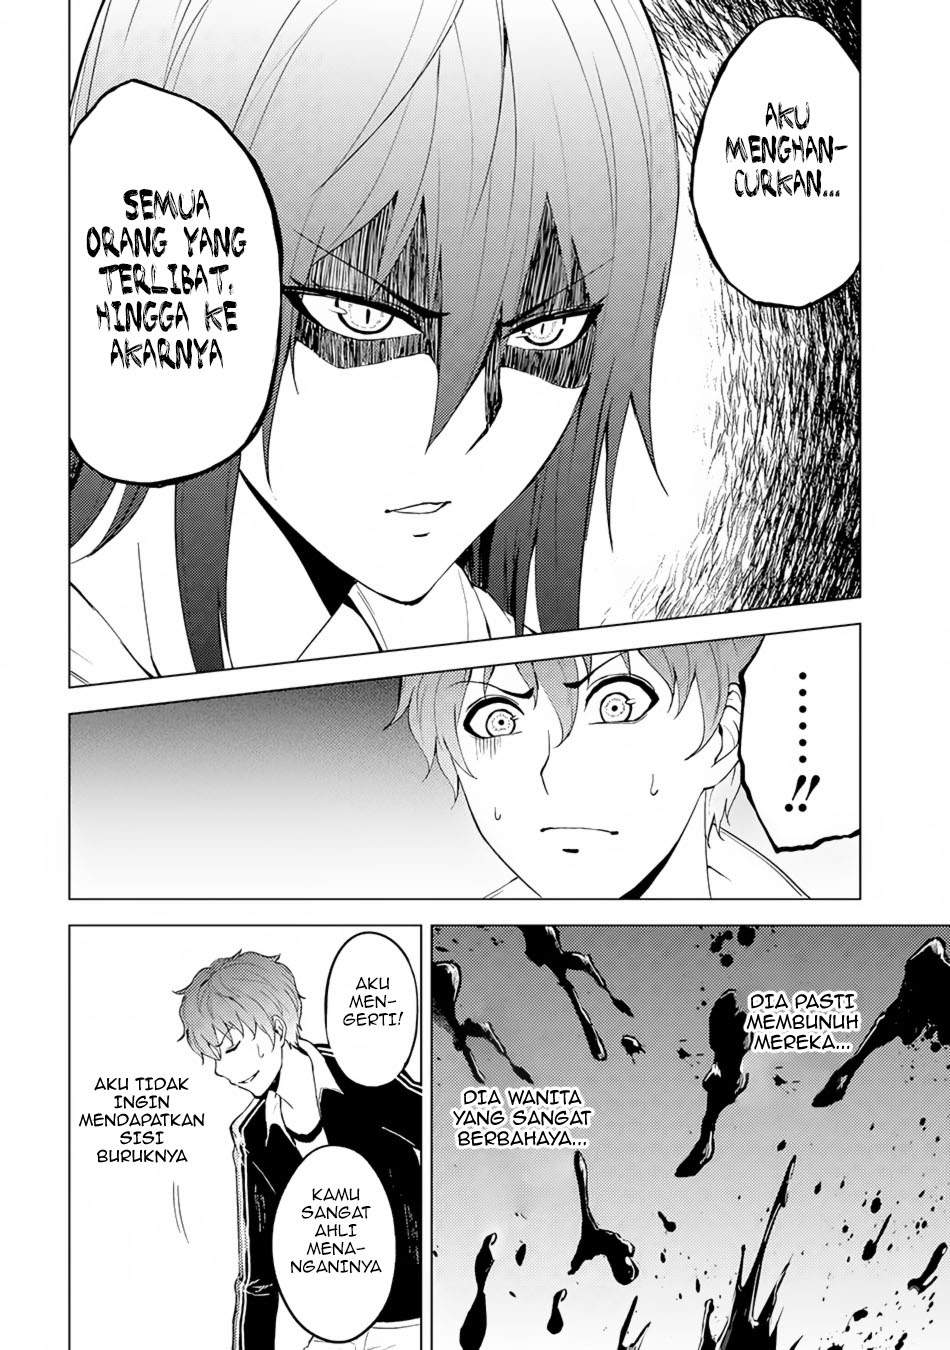 AKU
MENGHAN-
CURKAN...
SEMUA
ORANG YANG
TERLIBAT,
HINGGA KE
AKARNYA
......!!
DIA PASTI
MEMBUNUH
MEREKA...
DIA WANITA
YANG SANGAT
BERBAHAYA...
AKU
MEN-
GERTI!
KAMU
SANGAT
AHLI
MENA-
NGANINYA
AKU TIDAK
INGIN
MENDAPATKAN
SISI
BURUKNYA